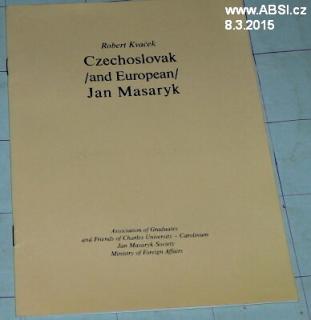 www.ABSI.cz
8.3.2015
Robert Kvaček
Czechoslovak
/and European/
Jan Masaryk
Association of Graduates
and Friends of Charles University - Carolinum
Jan Masaryk Society
Ministry of Foreign Affairs